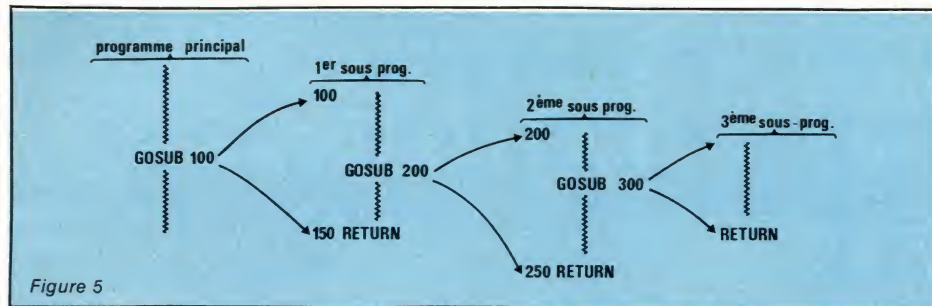 programme principal
1er sous prog.
100
GOSUB 100
150 RETURN
2ème sous prog.
200
GOSUB 200
250 RETURN
3ème sous-prog.
GOSUB 300
RETURN
Figure 5